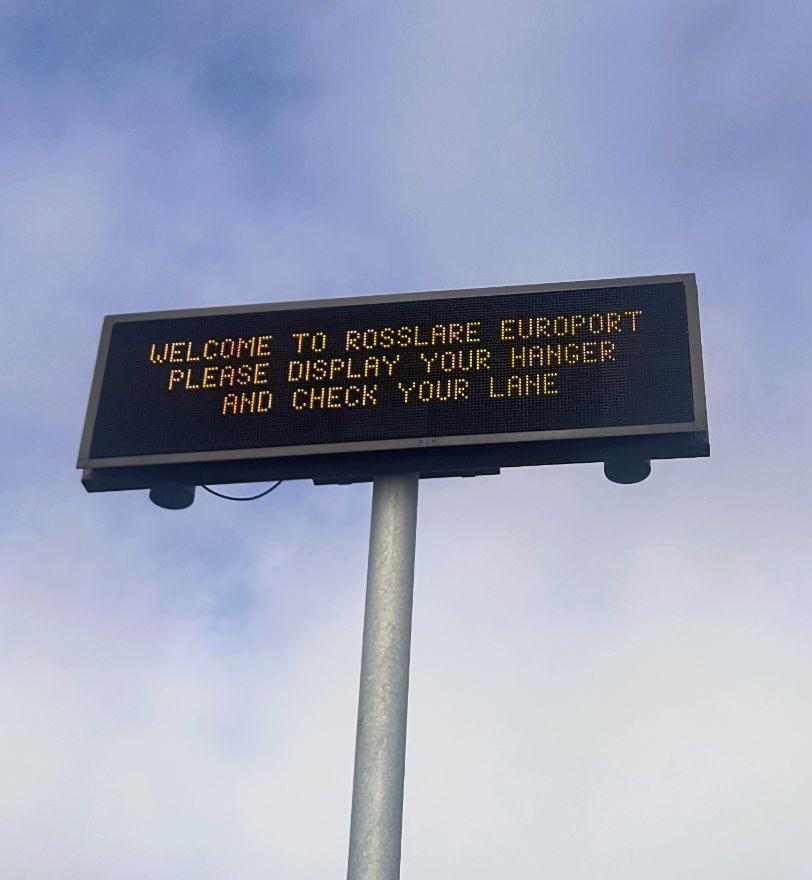 WELCOME TO ROSSLARE EUROPORT
PLEASE DISPLAY YOUR HANGER
AND CHECK YOUR LANE